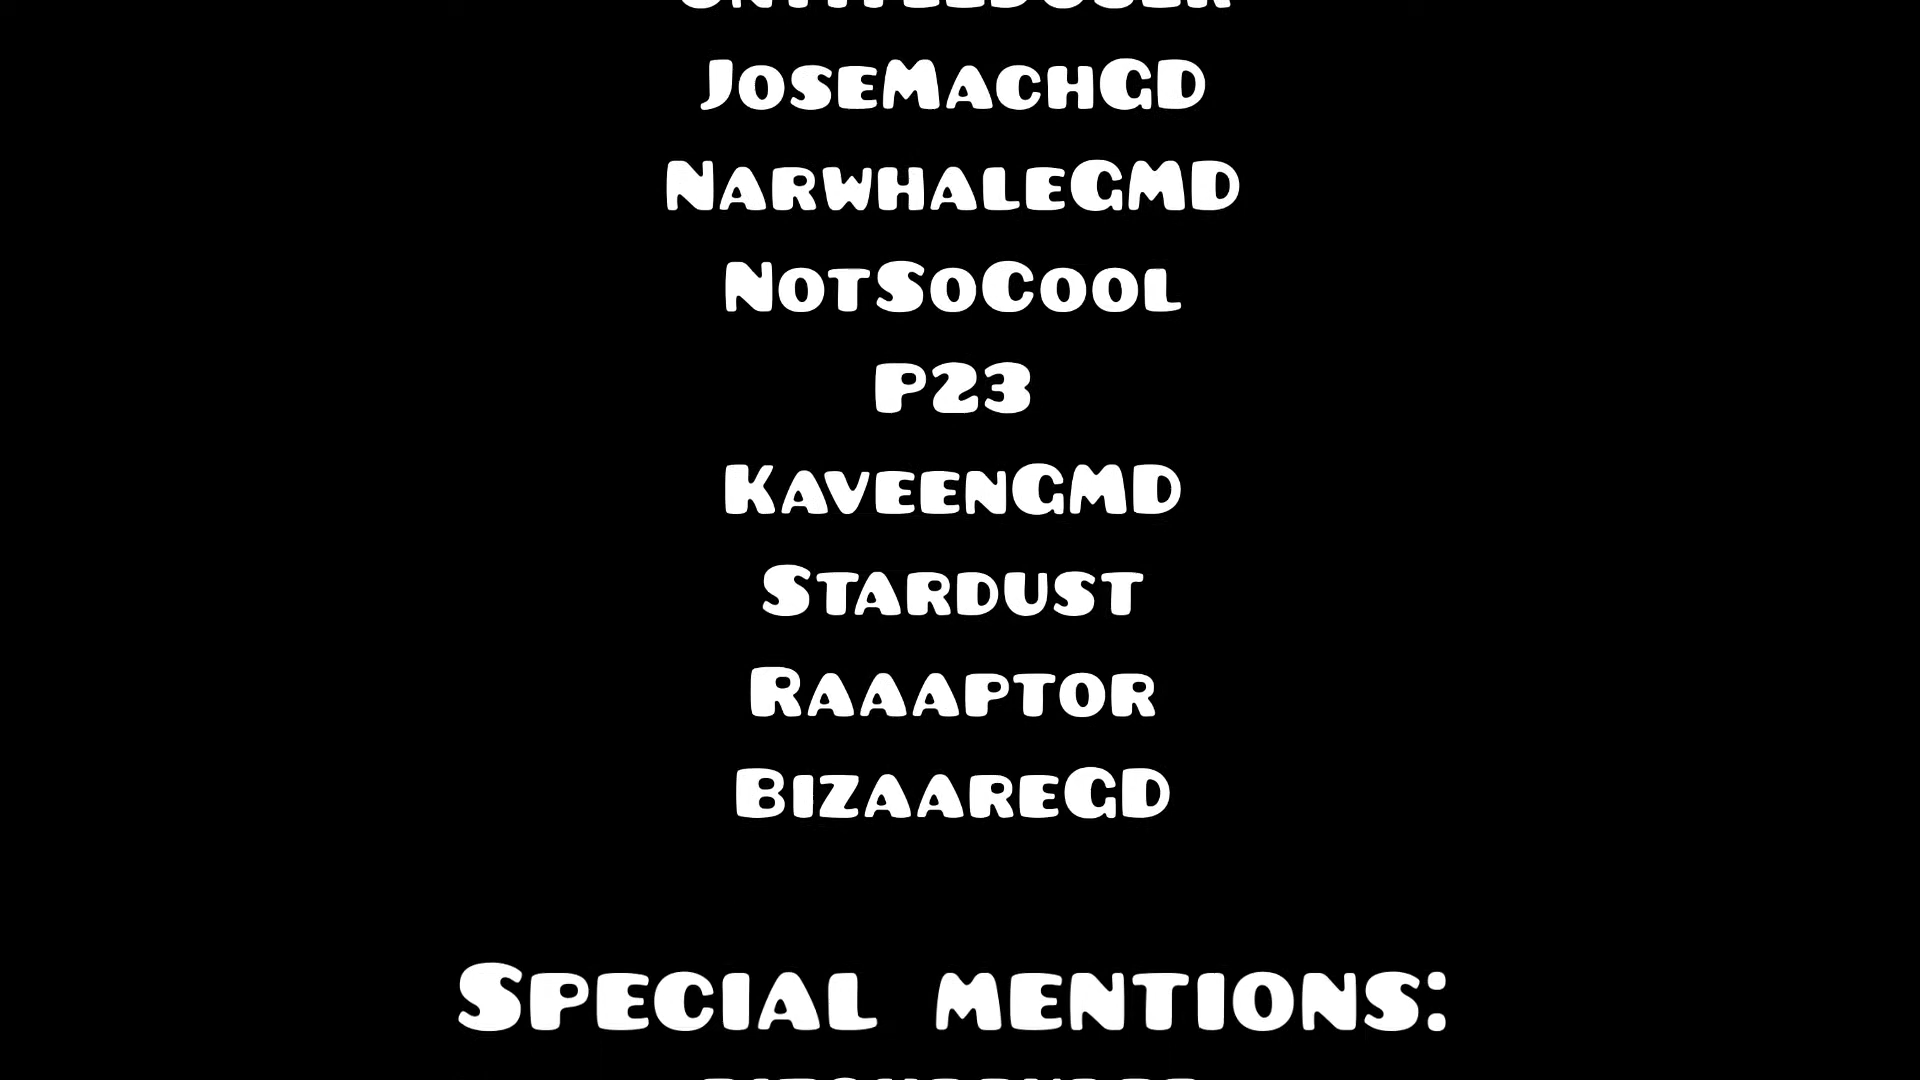 JoseMachGD
NarwhaleGMD
NotSoCool
P23
KaveenGMD
Stardust
Raaaptor
BizaareGD
Special mentions: